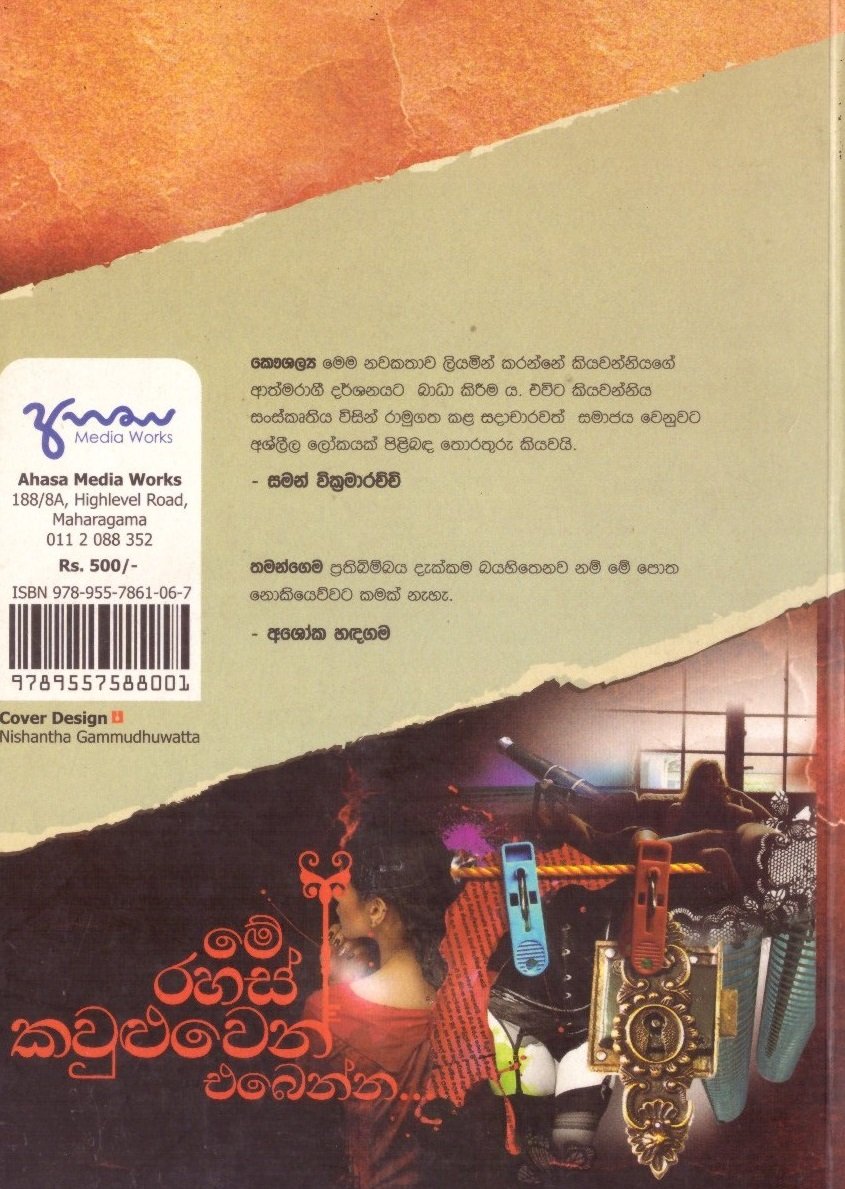 කෞශල්‍ය මෙම නවකතාව ලියමින් කරන්නේ කියවන්නියගේ
ආත්මරාගී දර්ශනයට බාධා කිරීම ය. එවිට කියවන්නිය
සංස්කෘතිය විසින් රාමුගත කළ සදාචාරවත් සමාජය වෙනුවට
අශ්ලීල ලෝකයක් පිළිබඳ තොරතුරු කියවයි.
- සමන් වික්‍රමාරච්චි
තමන්ගෙම ප්‍රතිබිම්බය දැක්කම බයහිතෙනව නම් මේ පොත
නොකියෙව්වට කමක් නැහැ.
- අශෝක හඳගම
අහස
Media Works
Ahasa Media Works
188/8A, Highlevel Road,
Maharagama
011 2 088 352
Rs. 500/-
ISBN 978-955-7861-06-7
9789557588001
Cover Design
Nishantha Gammudhuwatta
මේ
රහස්
කවුළුවෙන්
එබෙන්න...